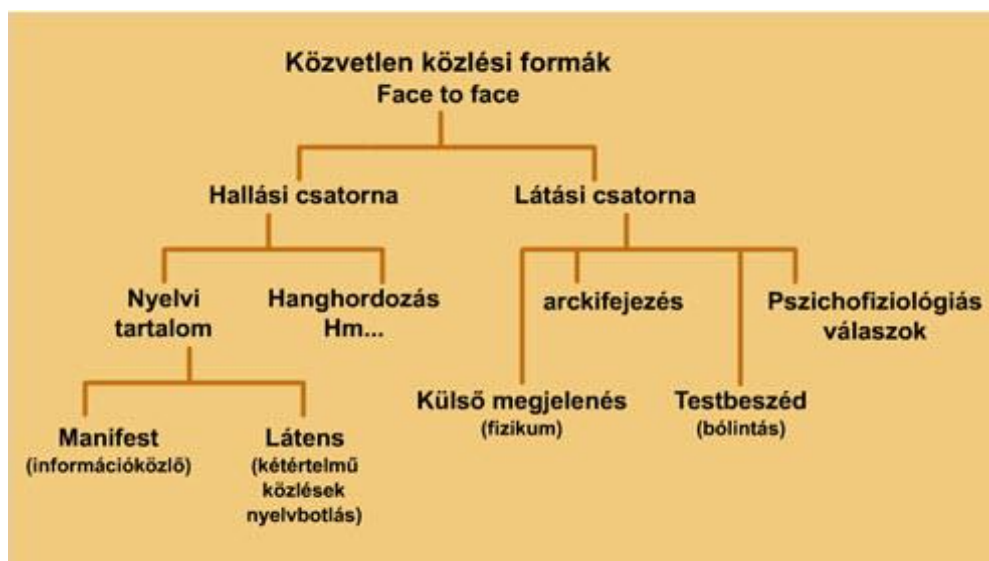 Közvetlen közlési formák
Face to face
Hallási csatorna
Látási csatorna
Nyelvi
tartalom
Hanghordozás
Hm...
arckifejezés
Pszichofiziológiás
válaszok
Külső megjelenés
(fizikum)
Testbeszéd
(bólintás)
Manifest
(információközlő)
Látens
(kétértelmű
közlések
nyelvbotlás)